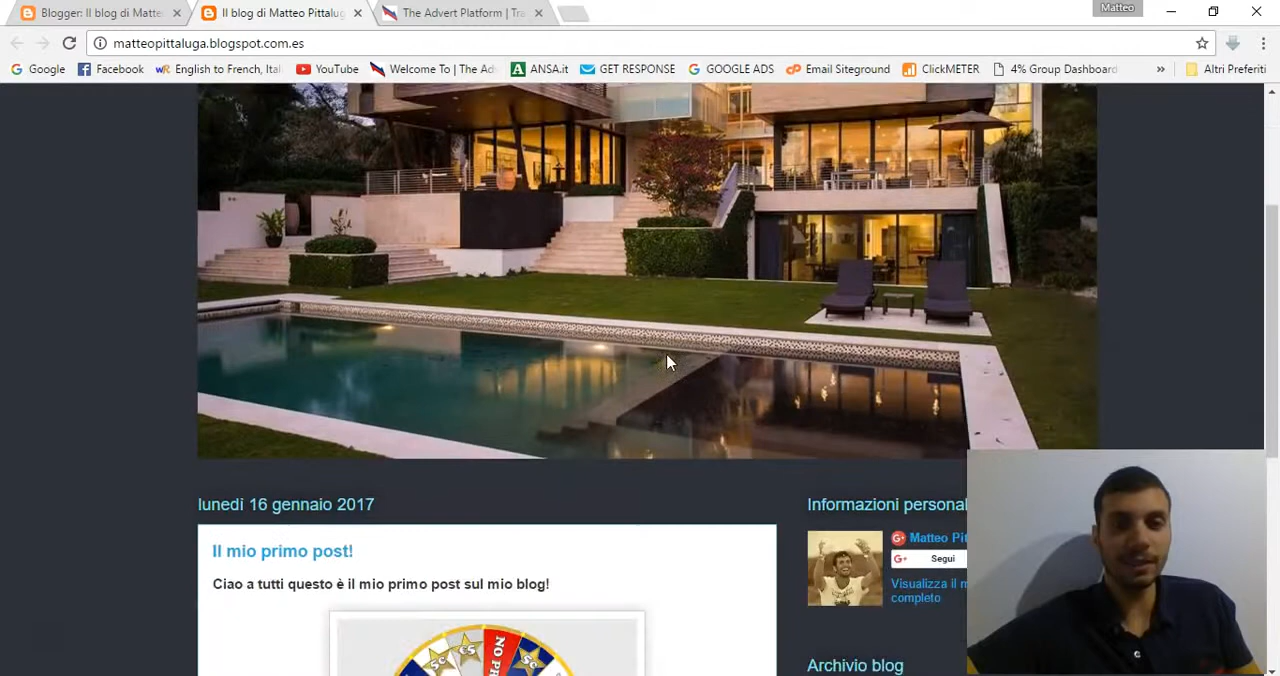 Blogger: Il blog di Matte
Il blog di Matteo Pittalug
The Advert Platform | Tra
Matteo
matteopittaluga.blogspot.com.es
Google
Facebook
English to French, Ital
YouTube
Welcome To | The Adv
ANSA.it
GET RESPONSE
GOOGLE ADS
Email Siteground
ClickMETER
4% Group Dashboard
»
Altri Preferiti
lunedì 16 gennaio 2017
Informazioni personal
Il mio primo post!
Matteo Pit
Ciao a tutti questo è il mio primo post sul mio blog!
G+ Segui
Visualizza il m
completo
NO PR
Archivio blog